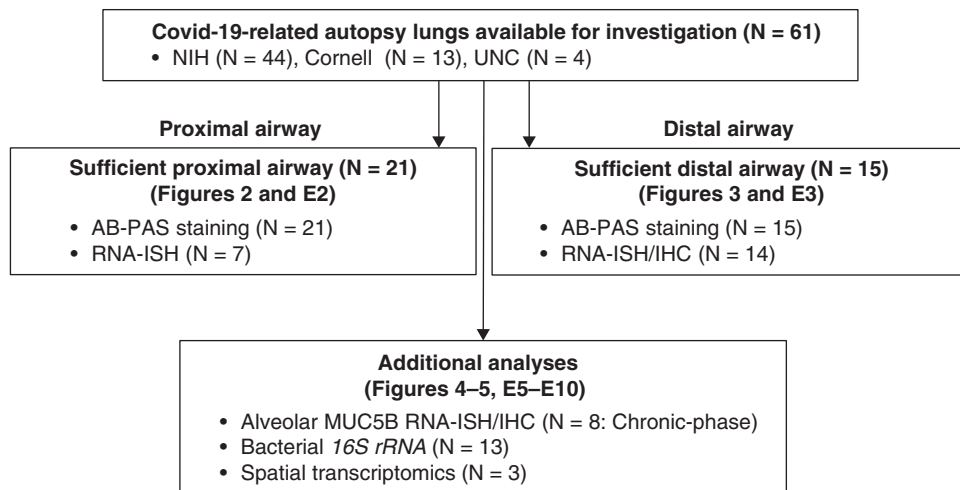 Covid-19-related autopsy lungs available for investigation (N = 61)
• NIH (N = 44), Cornell (N = 13), UNC (N = 4)
Proximal airway
Sufficient proximal airway (N = 21)
(Figures 2 and E2)
• AB-PAS staining (N = 21)
• RNA-ISH (N = 7)
Distal airway
Sufficient distal airway (N = 15)
(Figures 3 and E3)
• AB-PAS staining (N = 15)
• RNA-ISH/IHC (N = 14)
Additional analyses
(Figures 4–5, E5–E10)
• Alveolar MUC5B RNA-ISH/IHC (N = 8: Chronic-phase)
• Bacterial 16S rRNA (N = 13)
• Spatial transcriptomics (N = 3)